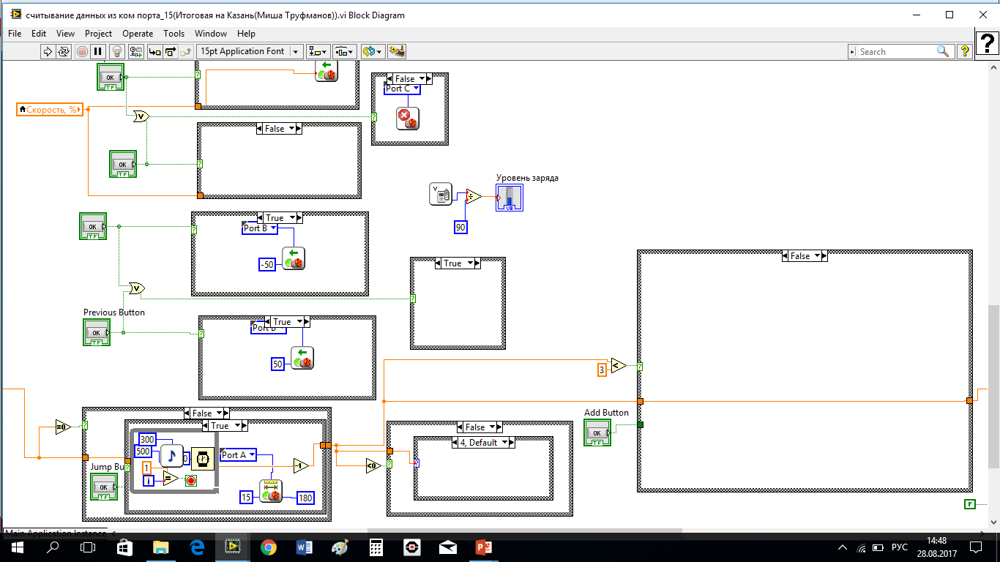 считывание данных из ком порта_15(Итоговая на Казань(Миша Труфманов)).vi Block Diagram
File Edit View Project Operate Tools Window Help
15pt Application Font
Search
?
?
OK
TF
Скорость, %
V
False
Port C
False
OK
TF
Уровень заряда
V
÷
U8
90
True
Port B
OK
TF
-50
True
V
False
Previous Button
OK
TF
True
Port B
50
3
<
Add Button
OK
TF
False
True
=0
300
500
0
1
i
=
Port A
-1
Jump Bu
OK
TF
15
180
False
4, Default
<0
F
Main Application Instance
РУС
14:48
28.08.2017